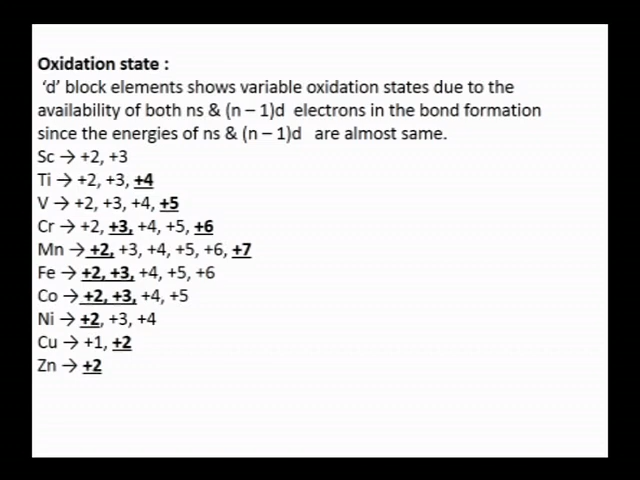 Oxidation state :
‘d’ block elements shows variable oxidation states due to the
availability of both ns & (n – 1)d electrons in the bond formation
since the energies of ns & (n – 1)d are almost same.
Sc → +2, +3
Ti → +2, +3, +4
V → +2, +3, +4, +5
Cr → +2, +3, +4, +5, +6
Mn → +2, +3, +4, +5, +6, +7
Fe → +2, +3, +4, +5, +6
Co → +2, +3, +4, +5
Ni → +2, +3, +4
Cu → +1, +2
Zn → +2